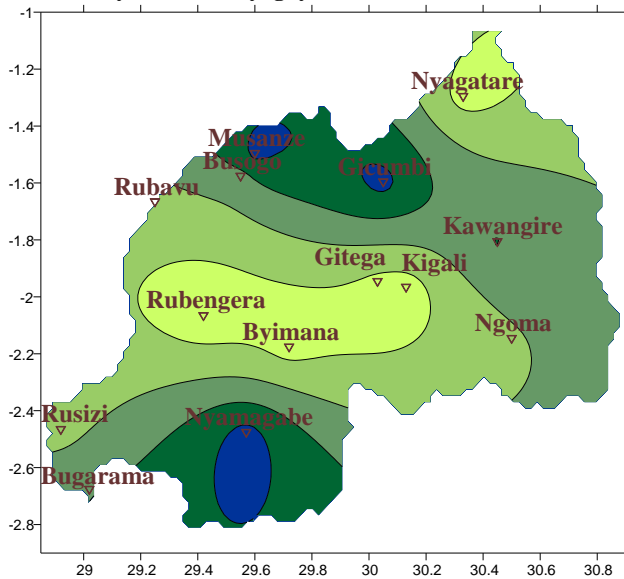 -1
-1.2
Nyagatare
-1.4
Musanze
Busogo
Gicumbi
-1.6
Rubavu
Kawangire
-1.8
Gitega
Kigali
-2
Rubengera
Ngoma
Byimana
-2.2
-2.4
Rusizi
Nyamagabe
-2.6
Bugarama
-2.8
29 29.2 29.4 29.6 29.8 30 30.2 30.4 30.6 30.8